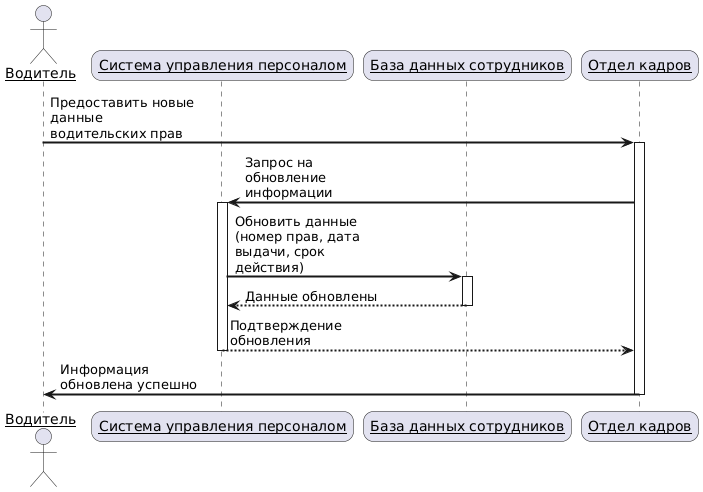 Водитель
Система управления персоналом
База данных сотрудников
Отдел кадров
Предоставить новые
данные
водительских прав
Запрос на
обновление
информации
Обновить данные
(номер прав, дата
выдачи, срок
действия)
Данные обновлены
Подтверждение
обновления
Информация
обновлена успешно
Водитель
Система управления персоналом
База данных сотрудников
Отдел кадров